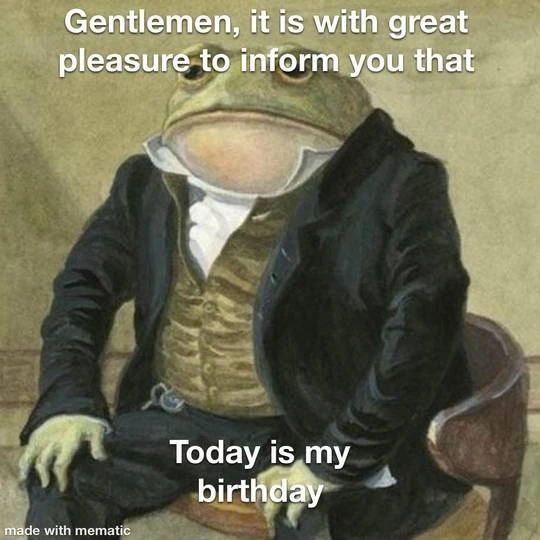 Gentlemen, it is with great
pleasure to inform you that
Today is my
birthday
made with mematic